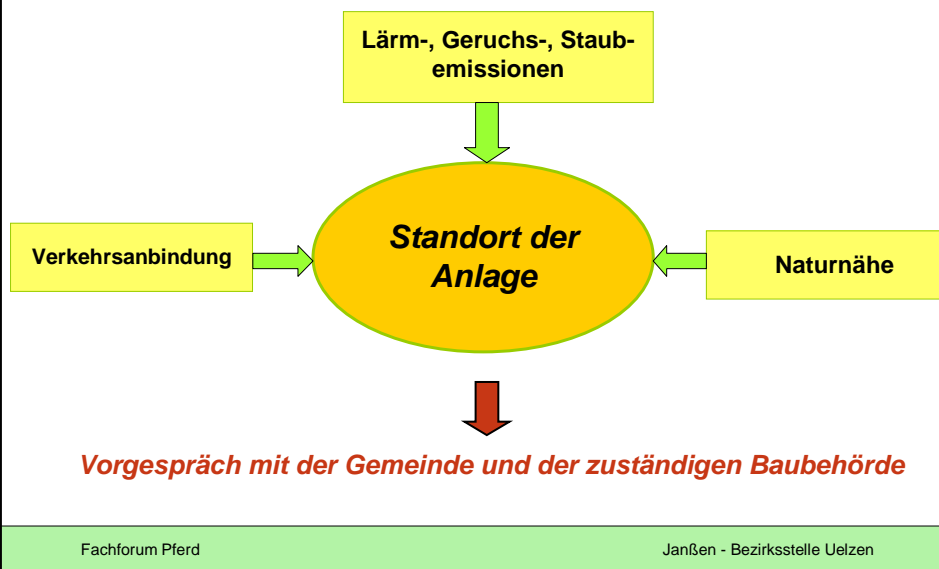 Lärm-, Geruchs-, Staub-
emissionen
Verkehrsanbindung
Standort der
Anlage
Naturnähe
Vorgespräch mit der Gemeinde und der zuständigen Baubehörde
Fachforum Pferd
Janßen - Bezirksstelle Uelzen